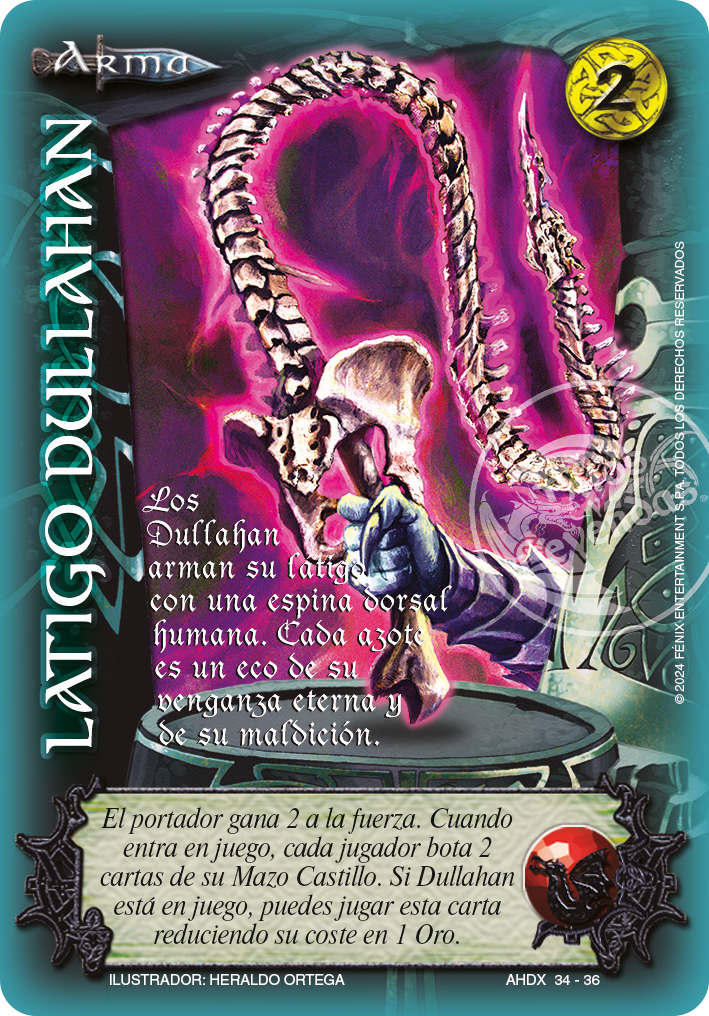 Arma
2
LATIGO DULLAHAN
Los
Dullahan
arman su látigo
con una espina dorsal
humana. Cada azote
es un eco de su
venganza eterna y
de su maldición.
© 2024 FÉNIX ENTERTAINMENT S.PA. TODOS LOS DERECHOS RESERVADOS
El portador gana 2 a la fuerza. Cuando
entra en juego, cada jugador bota 2
cartas de su Mazo Castillo. Si Dullahan
está en juego, puedes jugar esta carta
reduciendo su coste en 1 Oro.
ILUSTRADOR: HERALDO ORTEGA
AHDX 34 - 36